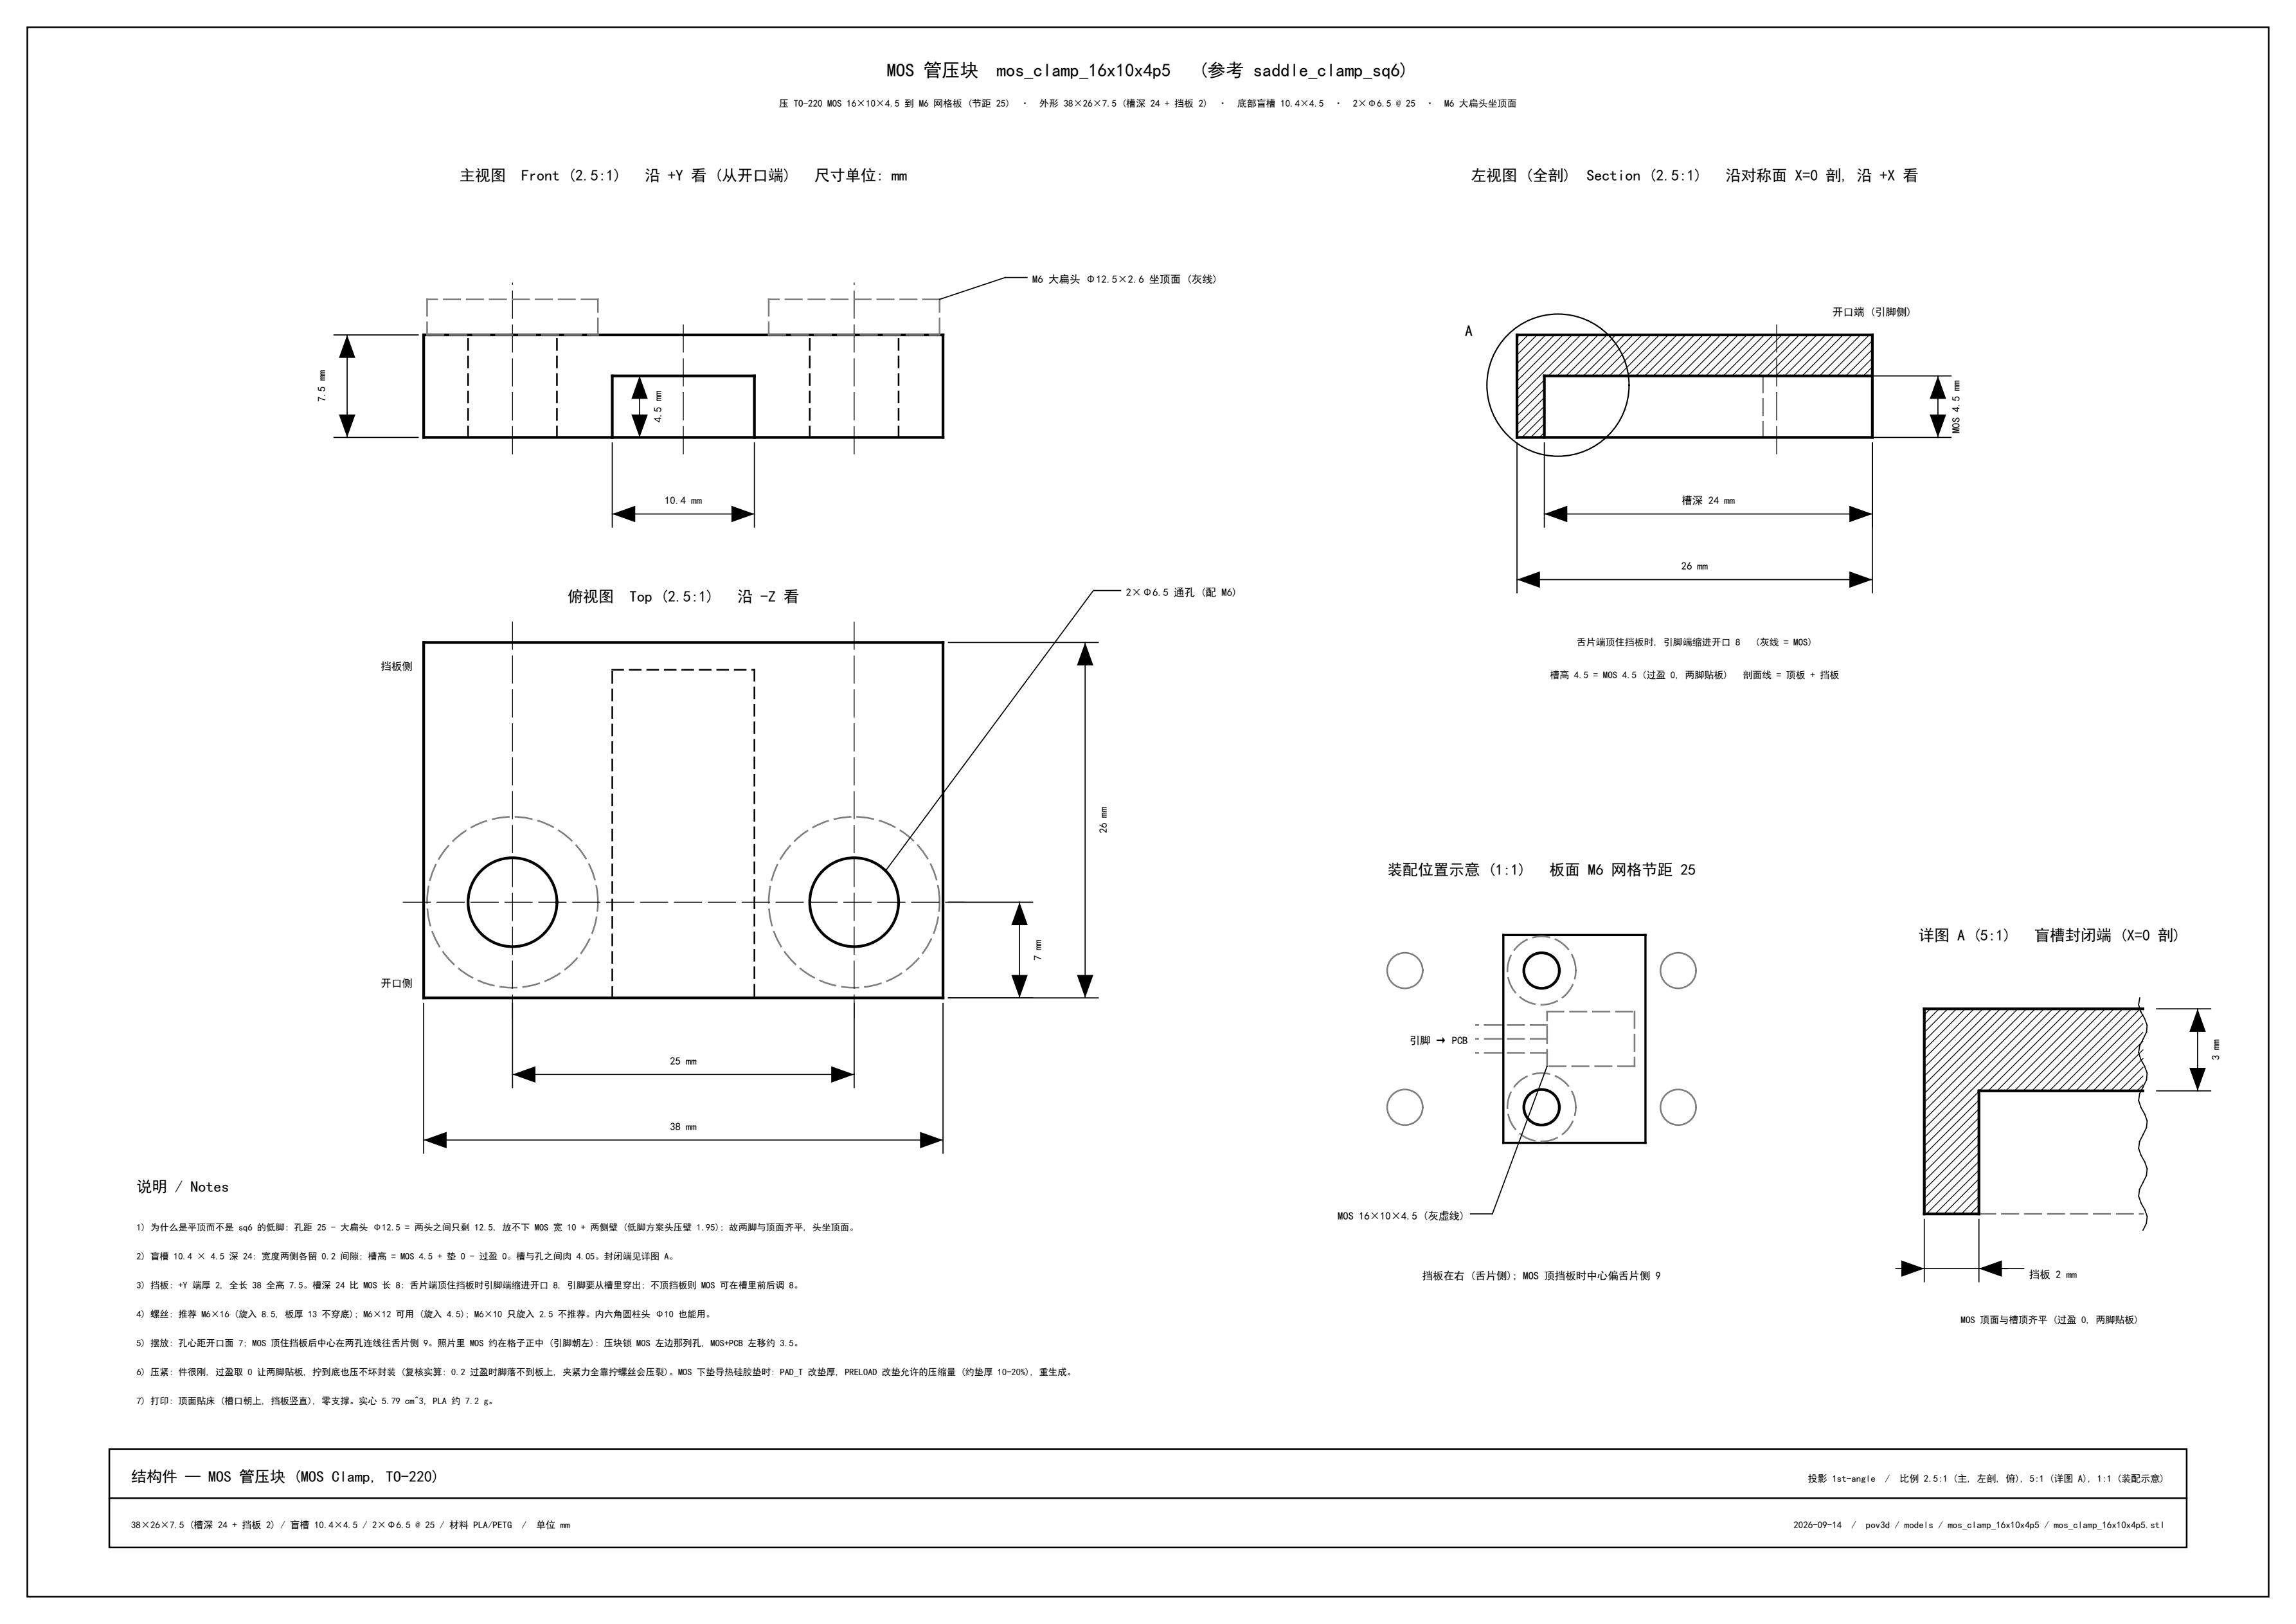 MOS 管压块 mos_clamp_16x10x4p5 (参考 saddle_clamp_sq6)
压 TO-220 MOS 16×10×4.5 到 M6 网格板 (节距 25) · 外形 38×26×7.5 (槽深 24 + 挡板 2) · 底部盲槽 10.4×4.5 · 2×Φ6.5 @ 25 · M6 大扁头坐顶面
主视图 Front (2.5:1) 沿 +Y 看 (从开口端) 尺寸单位: mm
左视图 (全剖) Section (2.5:1) 沿对称面 X=0 剖, 沿 +X 看
M6 大扁头 Φ12.5×2.6 坐顶面 (灰线)
7.5 mm
4.5 mm
10.4 mm
A
开口端 (引脚侧)
MOS 4.5 mm
槽深 24 mm
26 mm
舌片端顶住挡板时, 引脚端缩进开口 8 (灰线 = MOS)
槽高 4.5 = MOS 4.5 (过盈 0, 两脚贴板) 剖面线 = 顶板 + 挡板
俯视图 Top (2.5:1) 沿 -Z 看
2×Φ6.5 通孔 (配 M6)
挡板侧
开口侧
26 mm
7 mm
25 mm
38 mm
装配位置示意 (1:1) 板面 M6 网格节距 25
引脚 → PCB
MOS 16×10×4.5 (灰虚线)
挡板在右 (舌片侧); MOS 顶挡板时中心偏舌片侧 9
详图 A (5:1) 盲槽封闭端 (X=0 剖)
3 mm
挡板 2 mm
MOS 顶面与槽顶齐平 (过盈 0, 两脚贴板)
说明 / Notes
1) 为什么是平顶而不是 sq6 的低脚: 孔距 25 - 大扁头 Φ12.5 = 两头之间只剩 12.5, 放不下 MOS 宽 10 + 两侧壁 (低脚方案头压壁 1.95); 故两脚与顶面齐平, 头坐顶面。
2) 盲槽 10.4 × 4.5 深 24: 宽度两侧各留 0.2 间隙; 槽高 = MOS 4.5 + 垫 0 - 过盈 0。槽与孔之间肉 4.05。封闭端见详图 A。
3) 挡板: +Y 端厚 2, 全长 38 全高 7.5。槽深 24 比 MOS 长 8: 舌片端顶住挡板时引脚端缩进开口 8, 引脚要从槽里穿出; 不顶挡板则 MOS 可在槽里前后调 8。
4) 螺丝: 推荐 M6×16 (旋入 8.5, 板厚 13 不穿底); M6×12 可用 (旋入 4.5); M6×10 只旋入 2.5 不推荐。内六角圆柱头 Φ10 也能用。
5) 摆放: 孔心距开口面 7; MOS 顶住挡板后中心在两孔连线往舌片侧 9。照片里 MOS 约在格子正中 (引脚朝左): 压块锁 MOS 左边那列孔, MOS+PCB 左移约 3.5。
6) 压紧: 件很刚, 过盈取 0 让两脚贴板, 拧到底也压不坏封装 (复核实算: 0.2 过盈时脚落不到板上, 夹紧力全靠拧螺丝会压裂)。MOS 下垫导热硅胶垫时: PAD_T 改垫厚, PRELOAD 改垫允许的压缩量 (约垫厚 10-20%), 重生成。
7) 打印: 顶面贴床 (槽口朝上, 挡板竖直), 零支撑。实心 5.79 cm^3, PLA 约 7.2 g。
结构件 — MOS 管压块 (MOS Clamp, TO-220)
投影 1st-angle / 比例 2.5:1 (主, 左剖, 俯), 5:1 (详图 A), 1:1 (装配示意)
38×26×7.5 (槽深 24 + 挡板 2) / 盲槽 10.4×4.5 / 2×Φ6.5 @ 25 / 材料 PLA/PETG / 单位 mm
2026-09-14 / pov3d / models / mos_clamp_16x10x4p5 / mos_clamp_16x10x4p5.stl